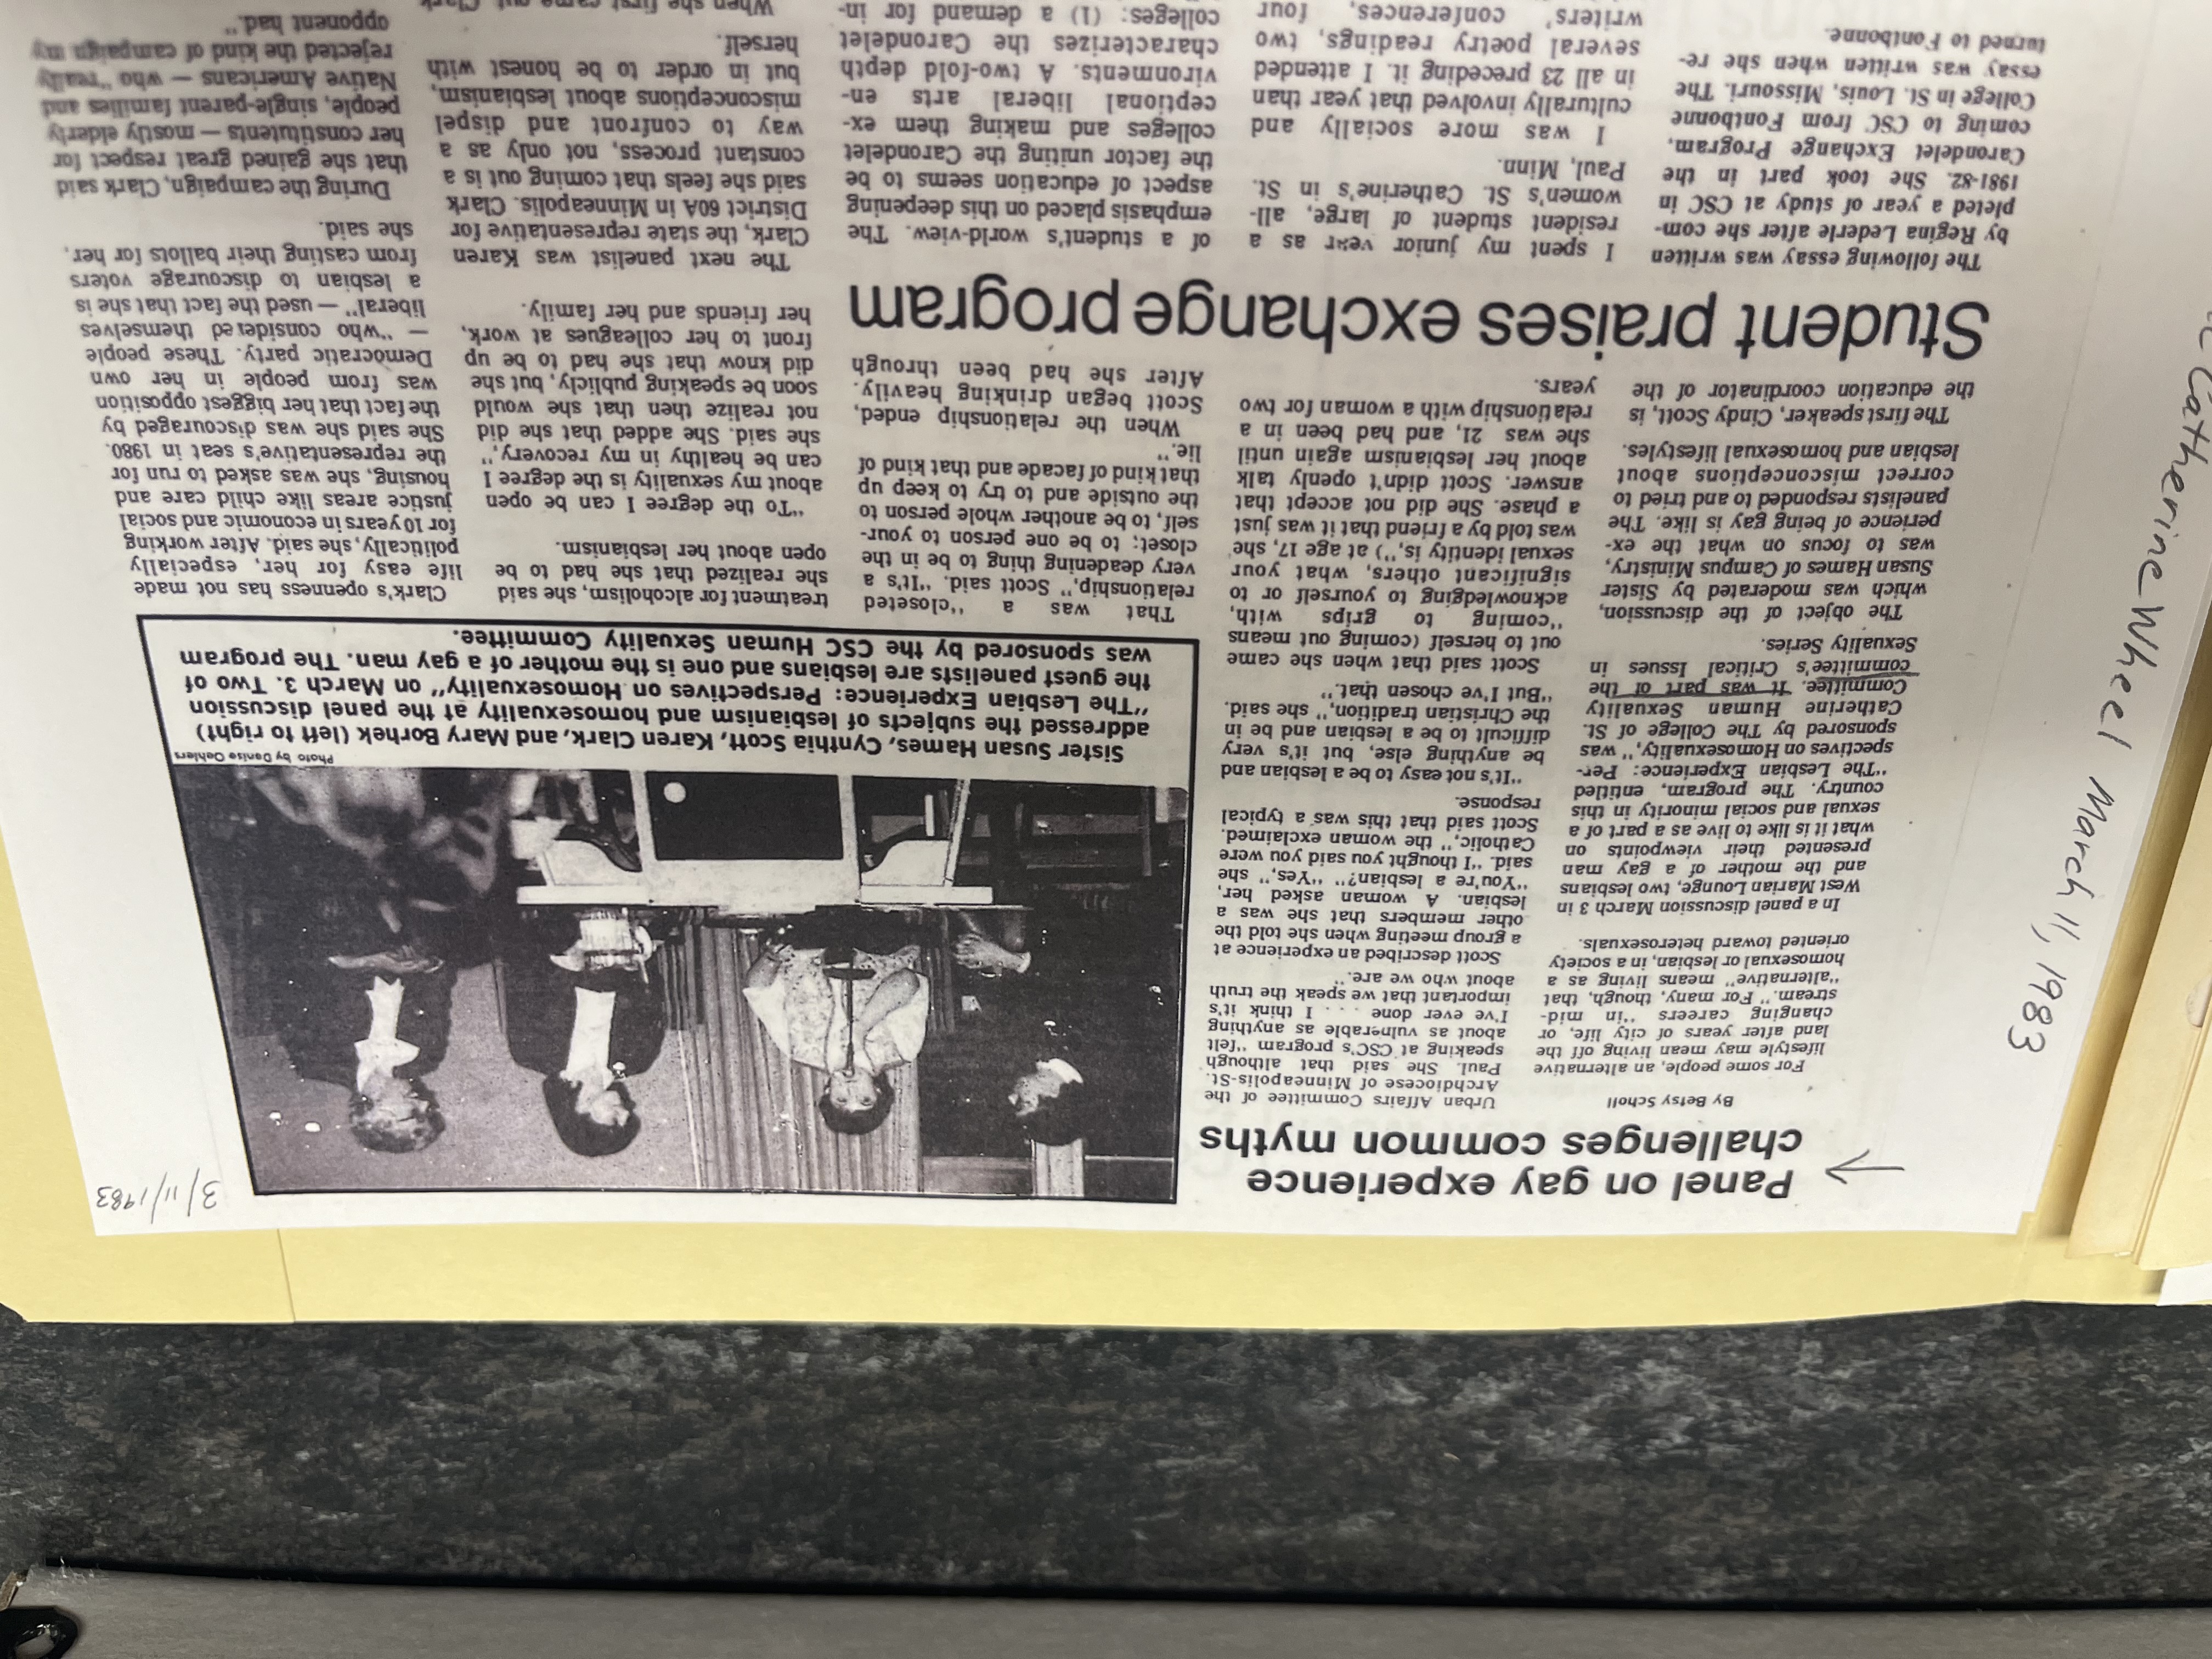 3/11/1983
Catherine Wheel March 11, 1983
Panel on gay experience
challenges common myths
By Betsy Scholl
For some people, an alternative
lifestyle may mean living off the
land after years of city life, or
changing careers "in mid-
stream." For many, though, that
"alternative" means living as a
homosexual or lesbian, in a society
oriented toward heterosexuals.
In a panel discussion March 3 in
West Marian Lounge, two lesbians
and the mother of a gay man
presented their viewpoints on
what it is like to live as a part of a
sexual and social minority in this
country. The program, entitled
"The Lesbian Experience: Per-
spectives on Homosexuality," was
sponsored by The College of St.
Catherine Human Sexuality
Committee. It was part of the
committee's Critical Issues in
Sexuality Series.
The object of the discussion,
which was moderated by Sister
Susan Hames of Campus Ministry,
was to focus on what the ex-
perience of being gay is like. The
panelists responded to and tried to
correct misconceptions about
lesbian and homosexual lifestyles.
The first speaker, Cindy Scott, is
the education coordinator of the
Urban Affairs Committee of the
Archdiocese of Minneapolis-St.
Paul. She said that although
speaking at CSC's program "felt
about as vulnerable as anything
I've ever done . . . I think it's
important that we speak the truth
about who we are."
Scott described an experience at
a group meeting when she told the
other members that she was a
lesbian. A woman asked her,
"You're a lesbian?" "Yes," she
said. "I thought you said you were
Catholic," the woman exclaimed.
Scott said that this was a typical
response.
"It's not easy to be a lesbian and
be anything else, but it's very
difficult to be a lesbian and be in
the Christian tradition," she said.
"But I've chosen that."
Scott said that when she came
out to herself (coming out means
"coming to grips with,
acknowledging to yourself or to
significant others, what your
sexual identity is,") at age 17, she
was told by a friend that it was just
a phase. She did not accept that
answer. Scott didn't openly talk
about her lesbianism again until
she was 21, and had been in a
relationship with a woman for two
years.
Photo by Denise Oehlers
Sister Susan Hames, Cynthia Scott, Karen Clark, and Mary Borhek (left to right)
addressed the subjects of lesbianism and homosexuality at the panel discussion
"The Lesbian Experience: Perspectives on Homosexuality" on March 3. Two of
the guest panelists are lesbians and one is the mother of a gay man. The program
was sponsored by the CSC Human Sexuality Committee.
That was a "closeted
relationship," Scott said. "It's a
very deadening thing to be in the
closet; to be one person to your-
self, to be another whole person to
the outside and to try to keep up
that kind of facade and that kind of
lie."
When the relationship ended,
Scott began drinking heavily.
After she had been through
treatment for alcoholism, she said
she realized that she had to be
open about her lesbianism.
"To the degree I can be open
about my sexuality is the degree I
can be healthy in my recovery,"
she said. She added that she did
not realize then that she would
soon be speaking publicly, but she
did know that she had to be up
front to her colleagues at work,
her friends and her family.
The next panelist was Karen
Clark, the state representative for
District 60A in Minneapolis. Clark
said she feels that coming out is a
constant process, not only as a
way to confront and dispel
misconceptions about lesbianism,
but in order to be honest with
herself.
When she first came out, Clark
Clark's openness has not made
life easy for her, especially
politically, she said. After working
for 10 years in economic and social
justice areas like child care and
housing, she was asked to run for
the representative's seat in 1980.
She said she was discouraged by
the fact that her biggest opposition
was from people in her own
Democratic party. These people
— "who considered themselves
liberal" — used the fact that she is
a lesbian to discourage voters
from casting their ballots for her,
she said.
During the campaign, Clark said
that she gained great respect for
her constitutents — mostly elderly
people, single-parent families and
Native Americans — who "really
rejected the kind of campaign my
opponent had."
Student praises exchange program
The following essay was written
by Regina Lederle after she com-
pleted a year of study at CSC in
1981-82. She took part in the
Carondelet Exchange Program,
coming to CSC from Fontbonne
College in St. Louis, Missouri. The
essay was written when she re-
turned to Fontbonne.
I spent my junior year as a
resident student of large, all-
women's St. Catherine's in St.
Paul, Minn.
I was more socially and
culturally involved that year than
in all 23 preceding it. I attended
several poetry readings, two
writers' conferences, four
of a student's world-view. The
emphasis placed on this deepening
aspect of education seems to be
the factor uniting the Carondelet
colleges and making them ex-
ceptional liberal arts en-
vironments. A two-fold depth
characterizes the Carondelet
colleges: (1) a demand for in-